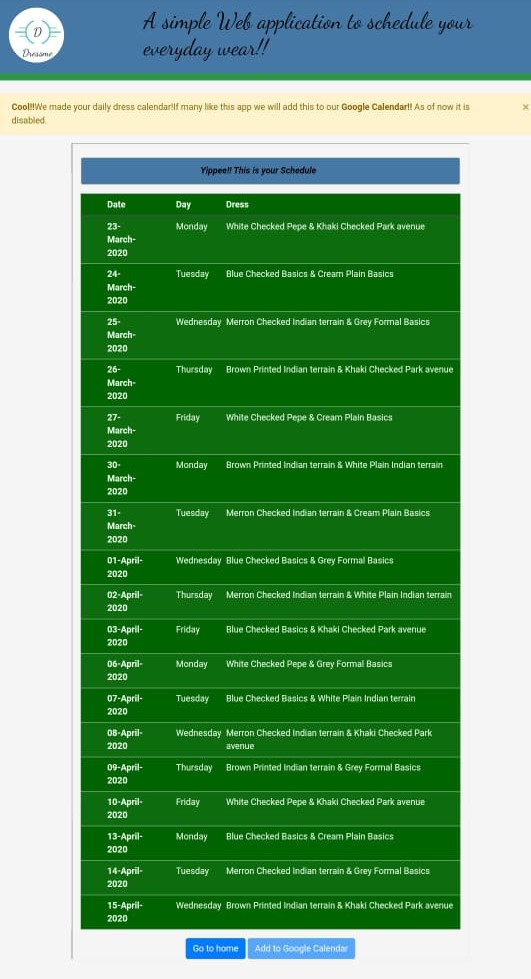 D
Dressme
A simple Web application to schedule your
everyday wear!!
Cool!!We made your daily dress calendar!if many like this app we will add this to our Google Calendar!! As of now it is
disabled.
×
Yippee!! This is your Schedule
Date Day Dress
23- Monday White Checked Pepe & Khaki Checked Park avenue
March-
2020
24- Tuesday Blue Checked Basics & Cream Plain Basics
March-
2020
25- Wednesday Merron Checked Indian terrain & Grey Formal Basics
March-
2020
26- Thursday Brown Printed Indian terrain & Khaki Checked Park avenue
March-
2020
27- Friday White Checked Pepe & Cream Plain Basics
March-
2020
30- Monday Brown Printed Indian terrain & White Plain Indian terrain
March-
2020
31- Tuesday Merron Checked Indian terrain & Cream Plain Basics
March-
2020
01-April- Wednesday Blue Checked Basics & Grey Formal Basics
2020
02-April- Thursday Merron Checked Indian terrain & White Plain Indian terrain
2020
03-April- Friday Blue Checked Basics & Khaki Checked Park avenue
2020
06-April- Monday White Checked Pepe & Grey Formal Basics
2020
07-April- Tuesday Blue Checked Basics & White Plain Indian terrain
2020
08-April- Wednesday Merron Checked Indian terrain & Khaki Checked Park
2020 avenue
09-April- Thursday Brown Printed Indian terrain & Grey Formal Basics
2020
10-April- Friday White Checked Pepe & Khaki Checked Park avenue
2020
13-April- Monday Blue Checked Basics & Cream Plain Basics
2020
14-April- Tuesday Merron Checked Indian terrain & Grey Formal Basics
2020
15-April- Wednesday Brown Printed Indian terrain & Khaki Checked Park avenue
2020
Go to home Add to Google Calendar